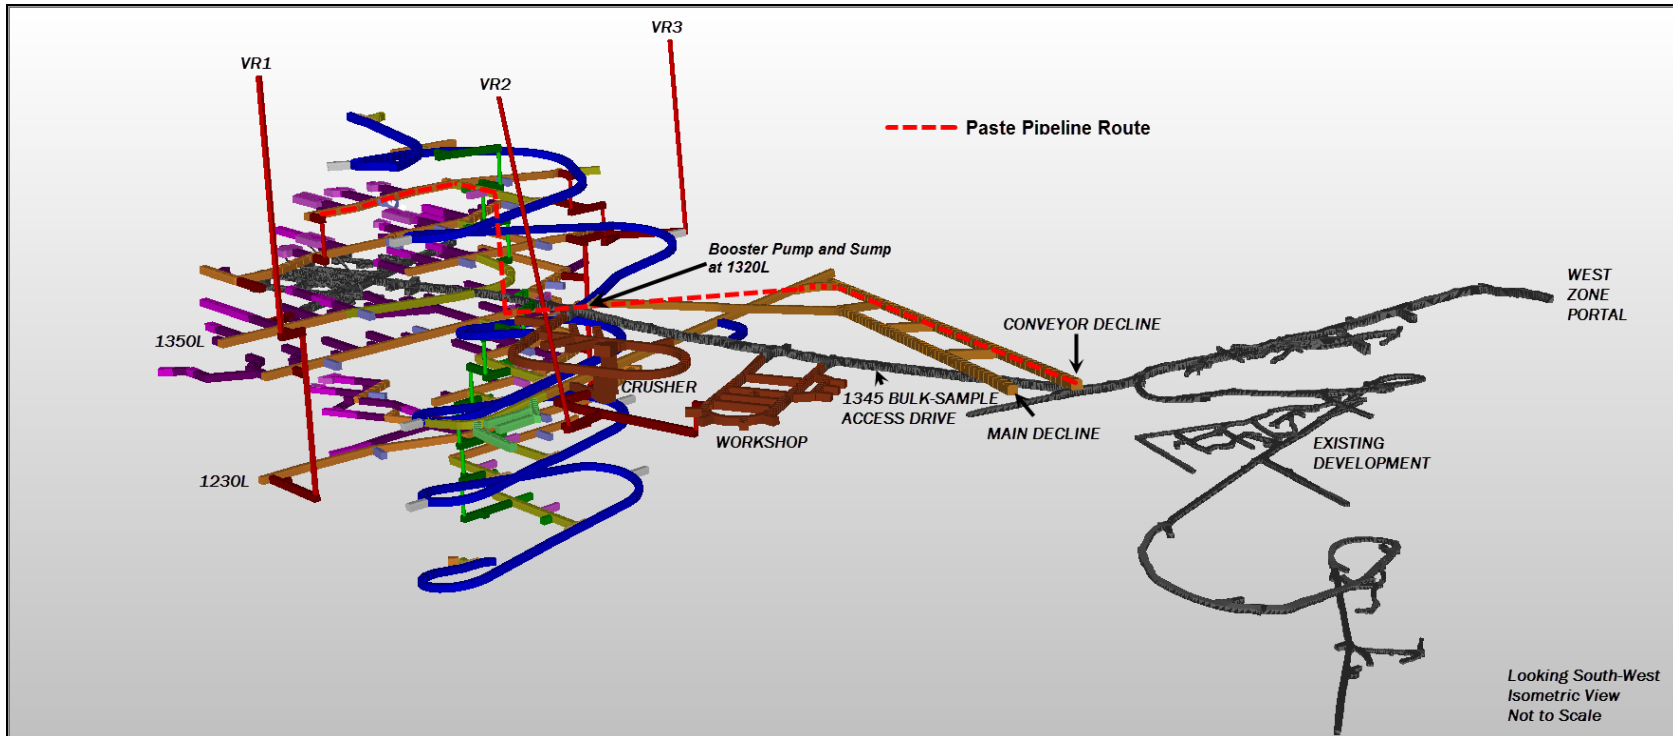 VR3
VR1
VR2
Paste Pipeline Route
Booster Pump and Sump
at 1320L
WEST
ZONE
PORTAL
CONVEYOR DECLINE
1350L
CRUSHER
1345 BULK-SAMPLE
ACCESS DRIVE
MAIN DECLINE
WORKSHOP
EXISTING
DEVELOPMENT
1230L
Looking South-West
Isometric View
Not to Scale